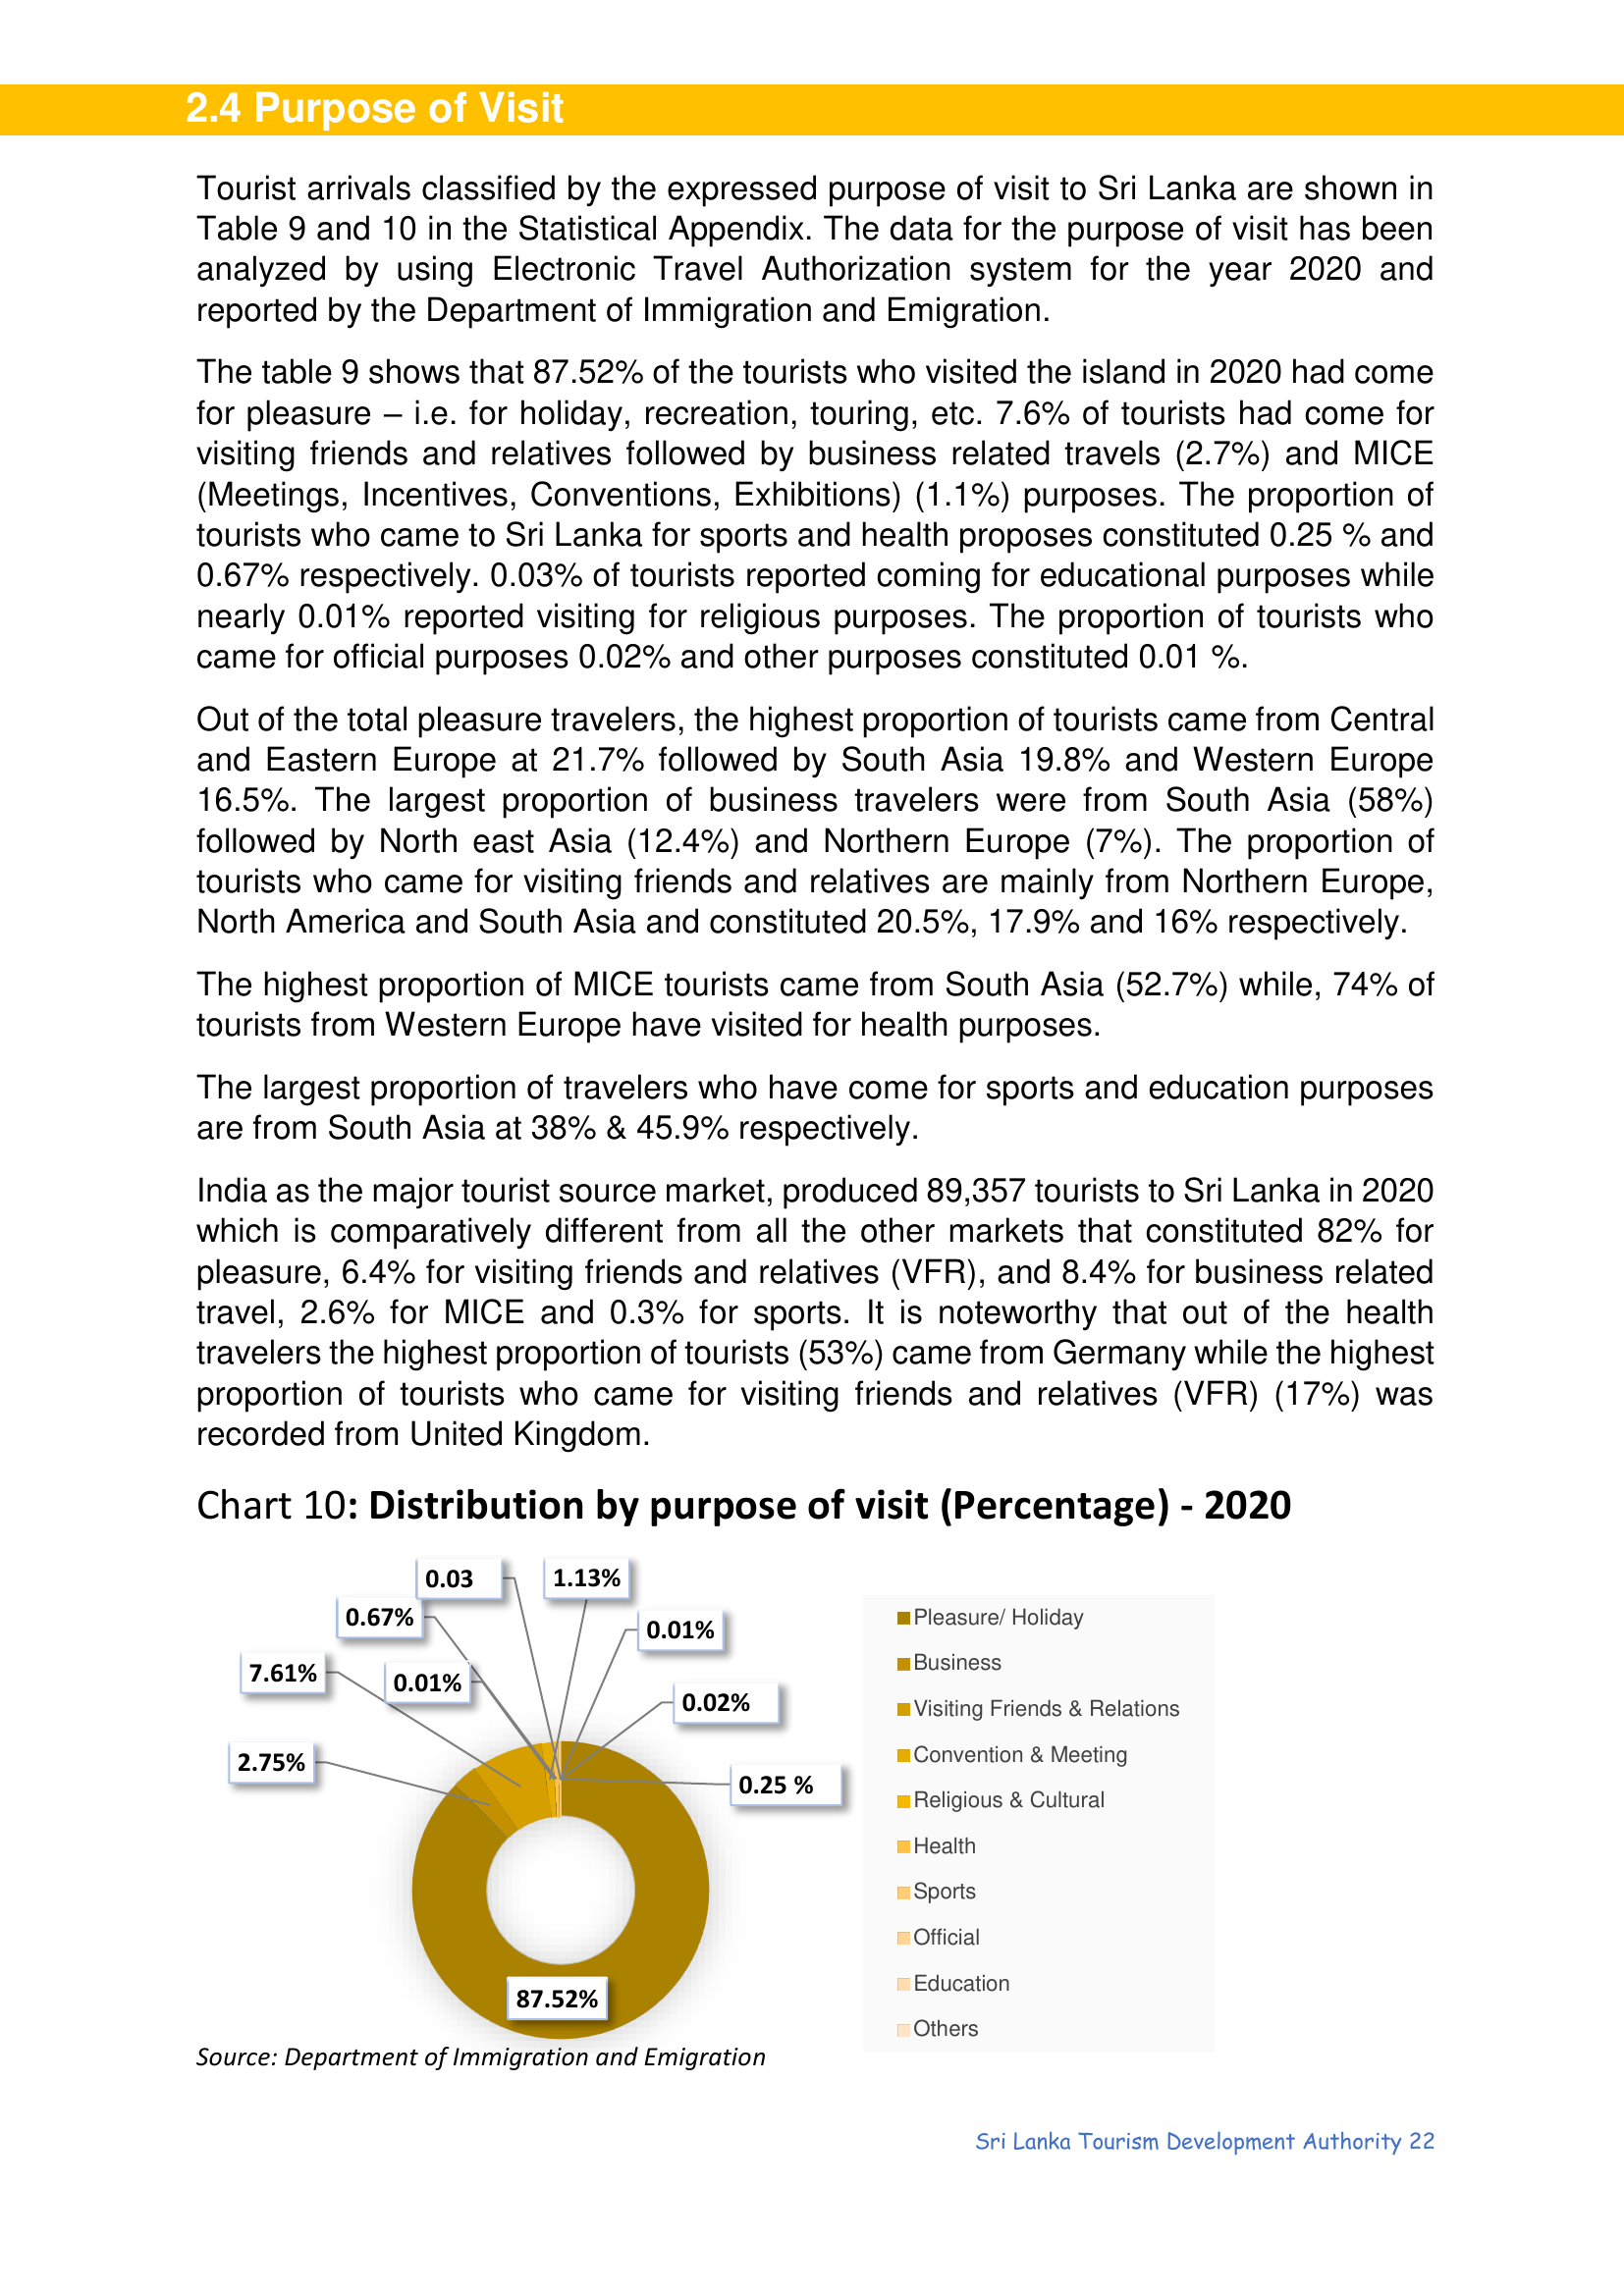 2.4 Purpose of Visit
Tourist arrivals classified by the expressed purpose of visit to Sri Lanka are shown in
Table 9 and 10 in the Statistical Appendix. The data for the purpose of visit has been
analyzed by using Electronic Travel Authorization system for the year 2020 and
reported by the Department of Immigration and Emigration.
The table 9 shows that 87.52% of the tourists who visited the island in 2020 had come
for pleasure – i.e. for holiday, recreation, touring, etc. 7.6% of tourists had come for
visiting friends and relatives followed by business related travels (2.7%) and MICE
(Meetings, Incentives, Conventions, Exhibitions) (1.1%) purposes. The proportion of
tourists who came to Sri Lanka for sports and health proposes constituted 0.25 % and
0.67% respectively. 0.03% of tourists reported coming for educational purposes while
nearly 0.01% reported visiting for religious purposes. The proportion of tourists who
came for official purposes 0.02% and other purposes constituted 0.01 %.
Out of the total pleasure travelers, the highest proportion of tourists came from Central
and Eastern Europe at 21.7% followed by South Asia 19.8% and Western Europe
16.5%. The largest proportion of business travelers were from South Asia (58%)
followed by North east Asia (12.4%) and Northern Europe (7%). The proportion of
tourists who came for visiting friends and relatives are mainly from Northern Europe,
North America and South Asia and constituted 20.5%, 17.9% and 16% respectively.
The highest proportion of MICE tourists came from South Asia (52.7%) while, 74% of
tourists from Western Europe have visited for health purposes.
The largest proportion of travelers who have come for sports and education purposes
are from South Asia at 38% & 45.9% respectively.
India as the major tourist source market, produced 89,357 tourists to Sri Lanka in 2020
which is comparatively different from all the other markets that constituted 82% for
pleasure, 6.4% for visiting friends and relatives (VFR), and 8.4% for business related
travel, 2.6% for MICE and 0.3% for sports. It is noteworthy that out of the health
travelers the highest proportion of tourists (53%) came from Germany while the highest
proportion of tourists who came for visiting friends and relatives (VFR) (17%) was
recorded from United Kingdom.
Chart 10: Distribution by purpose of visit (Percentage) - 2020
0.03
1.13%
0.67%
0.01%
7.61%
0.01%
0.02%
2.75%
0.25 %
87.52%
Pleasure/ Holiday
Business
Visiting Friends & Relations
Convention & Meeting
Religious & Cultural
Health
Sports
Official
Education
Others
Source: Department of Immigration and Emigration
Sri Lanka Tourism Development Authority 22